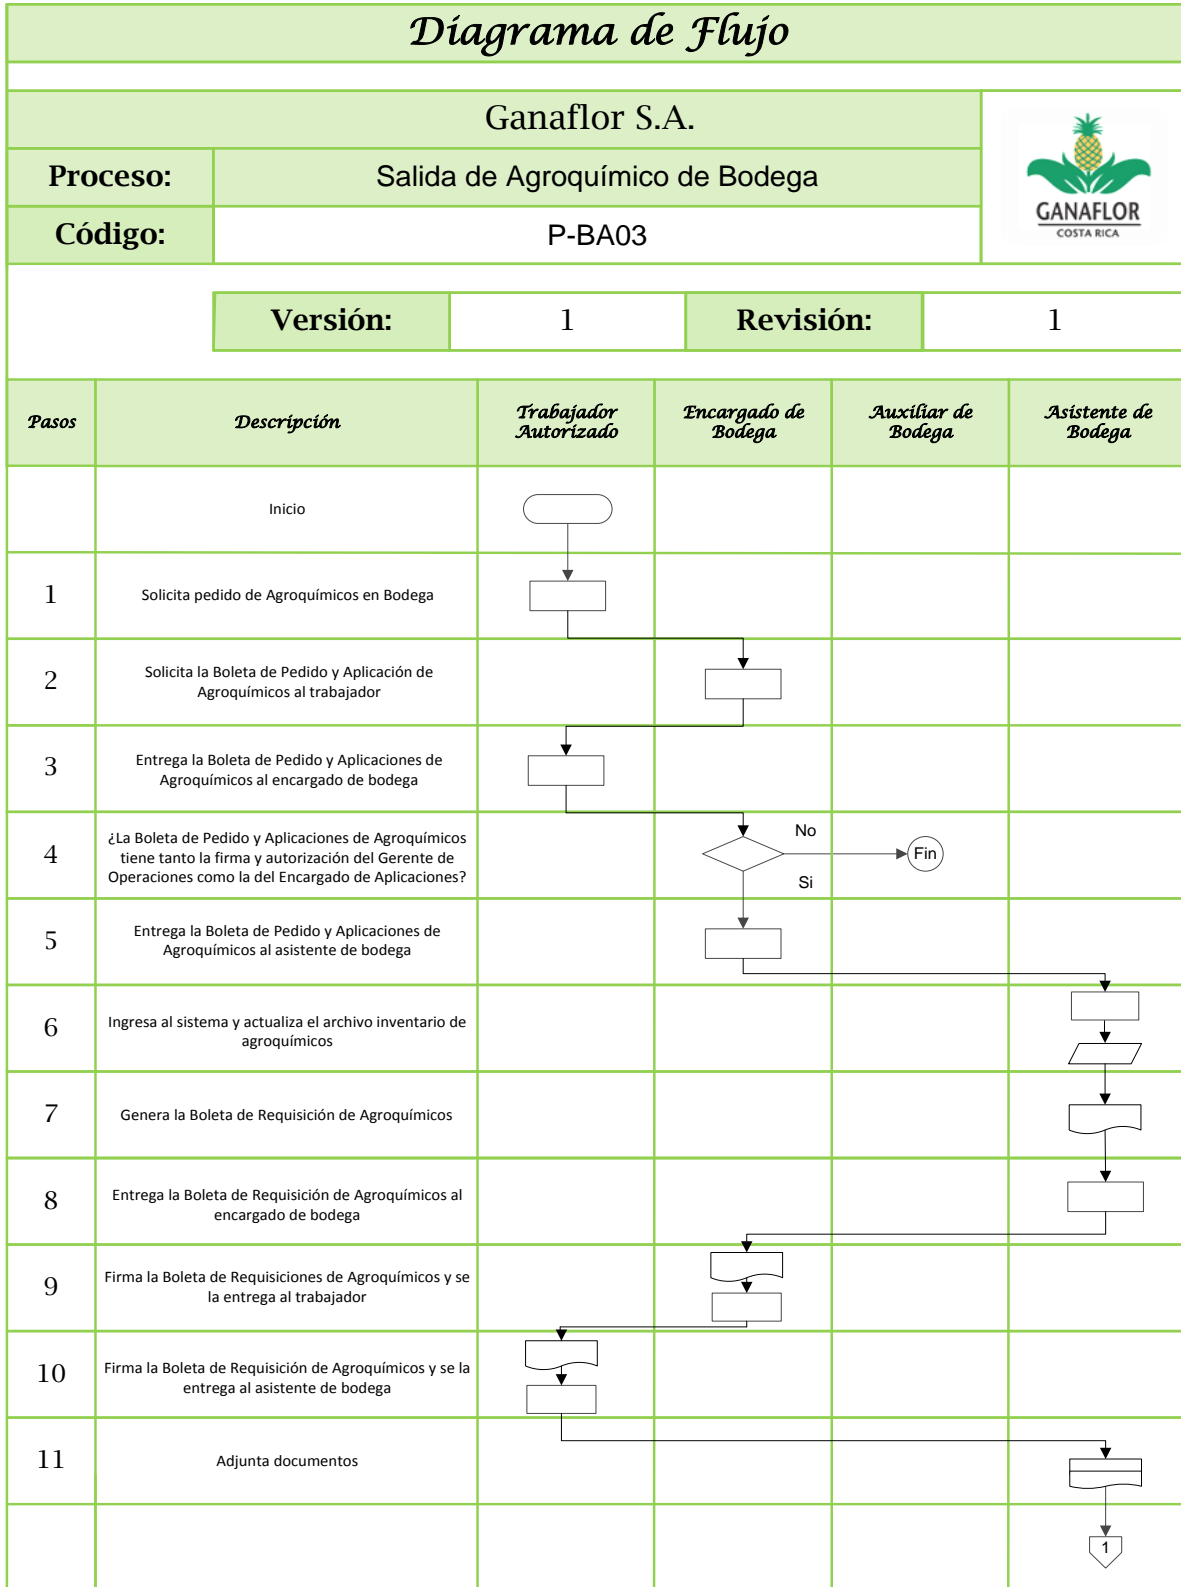 Diagrama de Flujo
Ganaflor S.A.
Proceso:
Salida de Agroquímico de Bodega
Código:
P-BA03
GANAFLOR
COSTA RICA
Versión:
1
Revisión:
1
Pasos
Descripción
Trabajador
Autorizado
Encargado de
Bodega
Auxiliar de
Bodega
Asistente de
Bodega
Inicio
1
Solicita pedido de Agroquímicos en Bodega
2
Solicita la Boleta de Pedido y Aplicación de
Agroquímicos al trabajador
3
Entrega la Boleta de Pedido y Aplicaciones de
Agroquímicos al encargado de bodega
4
¿La Boleta de Pedido y Aplicaciones de Agroquímicos
tiene tanto la firma y autorización del Gerente de
Operaciones como la del Encargado de Aplicaciones?
No
Fin
Si
5
Entrega la Boleta de Pedido y Aplicaciones de
Agroquímicos al asistente de bodega
6
Ingresa al sistema y actualiza el archivo inventario de
agroquímicos
7
Genera la Boleta de Requisición de Agroquímicos
8
Entrega la Boleta de Requisición de Agroquímicos al
encargado de bodega
9
Firma la Boleta de Requisiciones de Agroquímicos y se
la entrega al trabajador
10
Firma la Boleta de Requisición de Agroquímicos y se la
entrega al asistente de bodega
11
Adjunta documentos
1